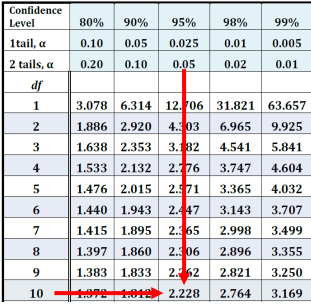 Confidence Level 80% 90% 95% 98% 99%
1tail, α 0.10 0.05 0.025 0.01 0.005
2 tails, α 0.20 0.10 0.05 0.02 0.01
df
1 3.078 6.314 12.706 31.821 63.657
2 1.886 2.920 4.303 6.965 9.925
3 1.638 2.353 3.182 4.541 5.841
4 1.533 2.132 2.776 3.747 4.604
5 1.476 2.015 2.571 3.365 4.032
6 1.440 1.943 2.447 3.143 3.707
7 1.415 1.895 2.365 2.998 3.499
8 1.397 1.860 2.306 2.896 3.355
9 1.383 1.833 2.262 2.821 3.250
10 1.372 1.812 2.228 2.764 3.169